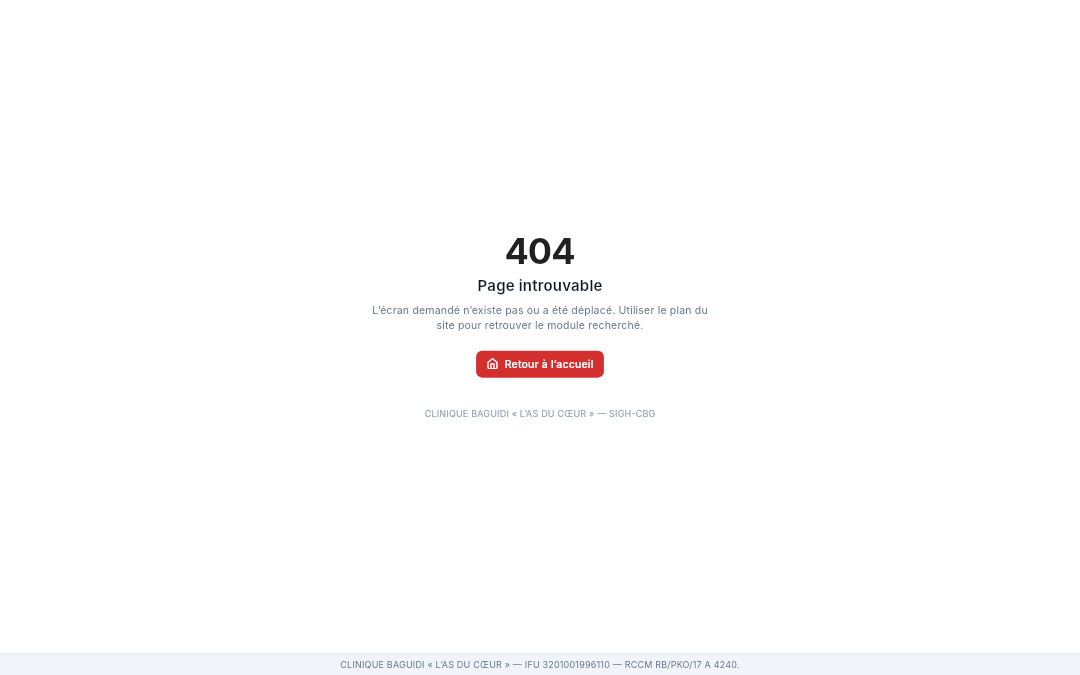 404
Page introuvable
L'écran demandé n'existe pas ou a été déplacé. Utiliser le plan du
site pour retrouver le module recherché.
Retour à l'accueil
CLINIQUE BAGUIDI « L'AS DU CŒUR » — SIGH-CBG
CLINIQUE BAGUIDI « L'AS DU CŒUR » — IFU 3201001996110 — RCCM RB/PKO/17 A 4240.